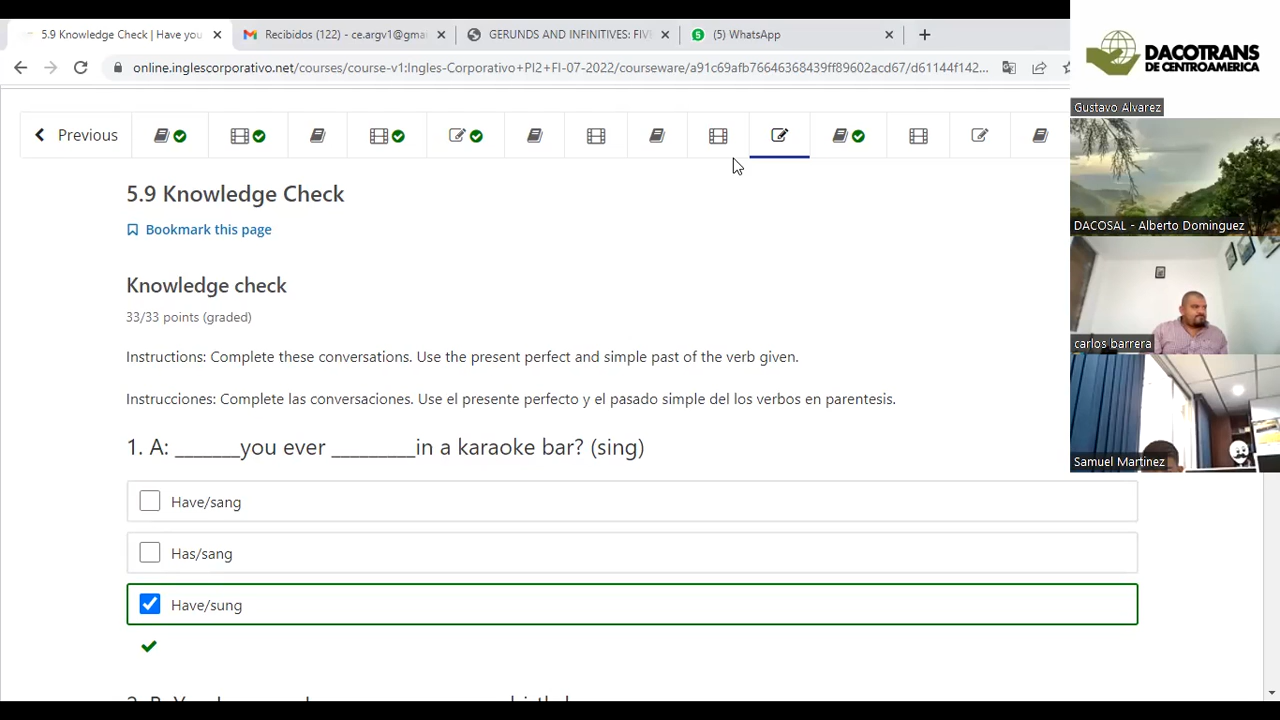 5.9 Knowledge Check | Have you
Recibidos (122) - ce.argv1@gma
GERUNDS AND INFINITIVES: FIV
(5) WhatsApp
online.inglescorporativo.net/courses/course-v1:Ingles-Corporativo+PI2+FI-07-2022/courseware/a91c69afb76646368439ff89602acd67/d61144f142...
DACOTRANS
DE CENTROAMERICA
Gustavo Alvarez
Previous
DACOSAL - Alberto Dominguez
5.9 Knowledge Check
Bookmark this page
Knowledge check
33/33 points (graded)
carlos barrera
Instructions: Complete these conversations. Use the present perfect and simple past of the verb given.
Instrucciones: Complete las conversaciones. Use el presente perfecto y el pasado simple del los verbos en parentesis.
1. A: _______you ever _________in a karaoke bar? (sing)
Samuel Martinez
Have/sang
Has/sang
Have/sung